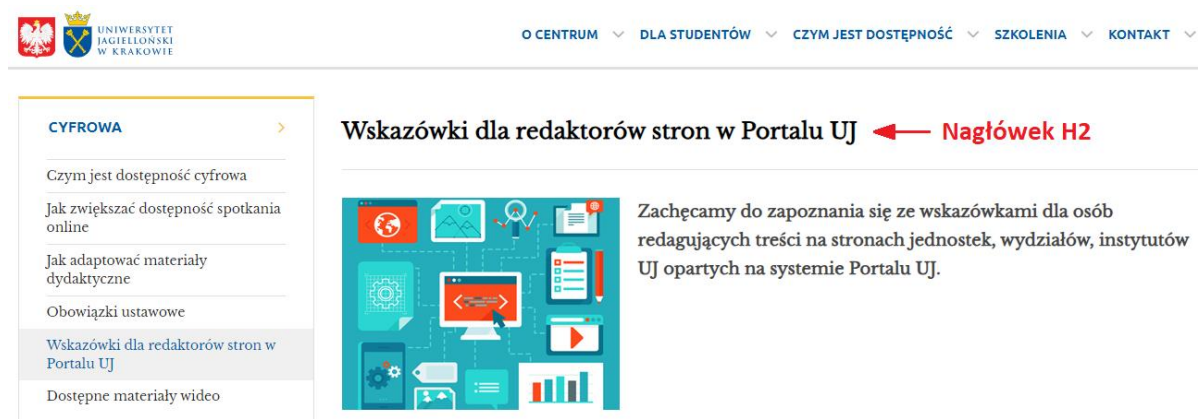 UNIWERSYTET
JAGIELLOŃSKI
W KRAKOWIE
O CENTRUM DLA STUDENTÓW CZYM JEST DOSTĘPNOŚĆ SZKOLENIA KONTAKT
CYFROWA
Czym jest dostępność cyfrowa
Jak zwiększać dostępność spotkania
online
Jak adaptować materiały
dydaktyczne
Obowiązki ustawowe
Wskazówki dla redaktorów stron w
Portalu UJ
Dostępne materiały wideo
Wskazówki dla redaktorów stron w Portalu UJ Nagłówek H2
Zachęcamy do zapoznania się ze wskazówkami dla osób
redagujących treści na stronach jednostek, wydziałów, instytutów
UJ opartych na systemie Portalu UJ.